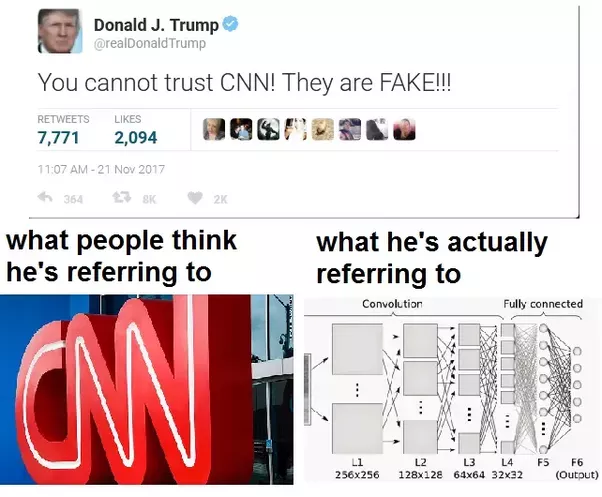 Donald J. Trump
@realDonaldTrump
You cannot trust CNN! They are FAKE!!!
RETWEETS LIKES
7,771 2,094
11:07 AM - 21 Nov 2017
364 8K 2K
what people think
he's referring to
what he's actually
referring to
CNN
Convolution Fully connected
L1 L2 L3 L4 F5 F6
256x256 128x128 64x64 32x32 (Output)